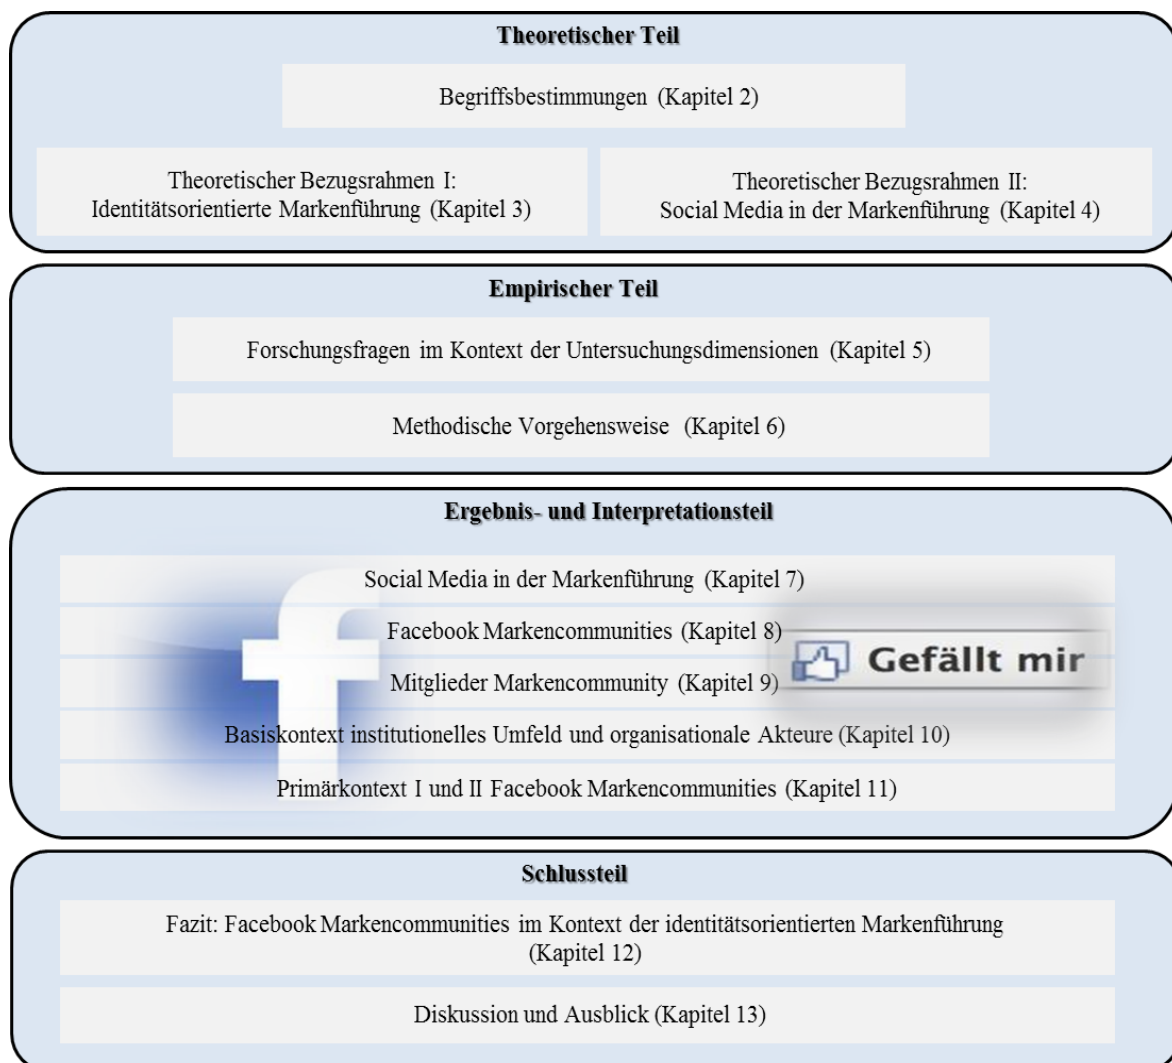 Theoretischer Teil
Begriffsbestimmungen (Kapitel 2)
Theoretischer Bezugsrahmen I:
Identitätsorientierte Markenführung (Kapitel 3)
Theoretischer Bezugsrahmen II:
Social Media in der Markenführung (Kapitel 4)
Empirischer Teil
Forschungsfragen im Kontext der Untersuchungsdimensionen (Kapitel 5)
Methodische Vorgehensweise (Kapitel 6)
Ergebnis- und Interpretationsteil
Social Media in der Markenführung (Kapitel 7)
Facebook Markencommunities (Kapitel 8)
Mitglieder Markencommunity (Kapitel 9)
Basiskontext institutionelles Umfeld und organisationale Akteure (Kapitel 10)
Primärkontext I und II Facebook Markencommunities (Kapitel 11)
f
Gefällt mir
Schlussteil
Fazit: Facebook Markencommunities im Kontext der identitätsorientierten Markenführung
(Kapitel 12)
Diskussion und Ausblick (Kapitel 13)